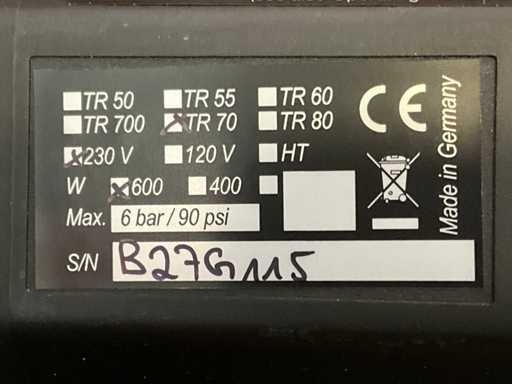 TR 50 TR 55 TR 60
TR 700 TR 70 TR 80
230 V 120 V HT
W 600 400
Max. 6 bar / 90 psi
S/N B27G115
CE
Made in Germany